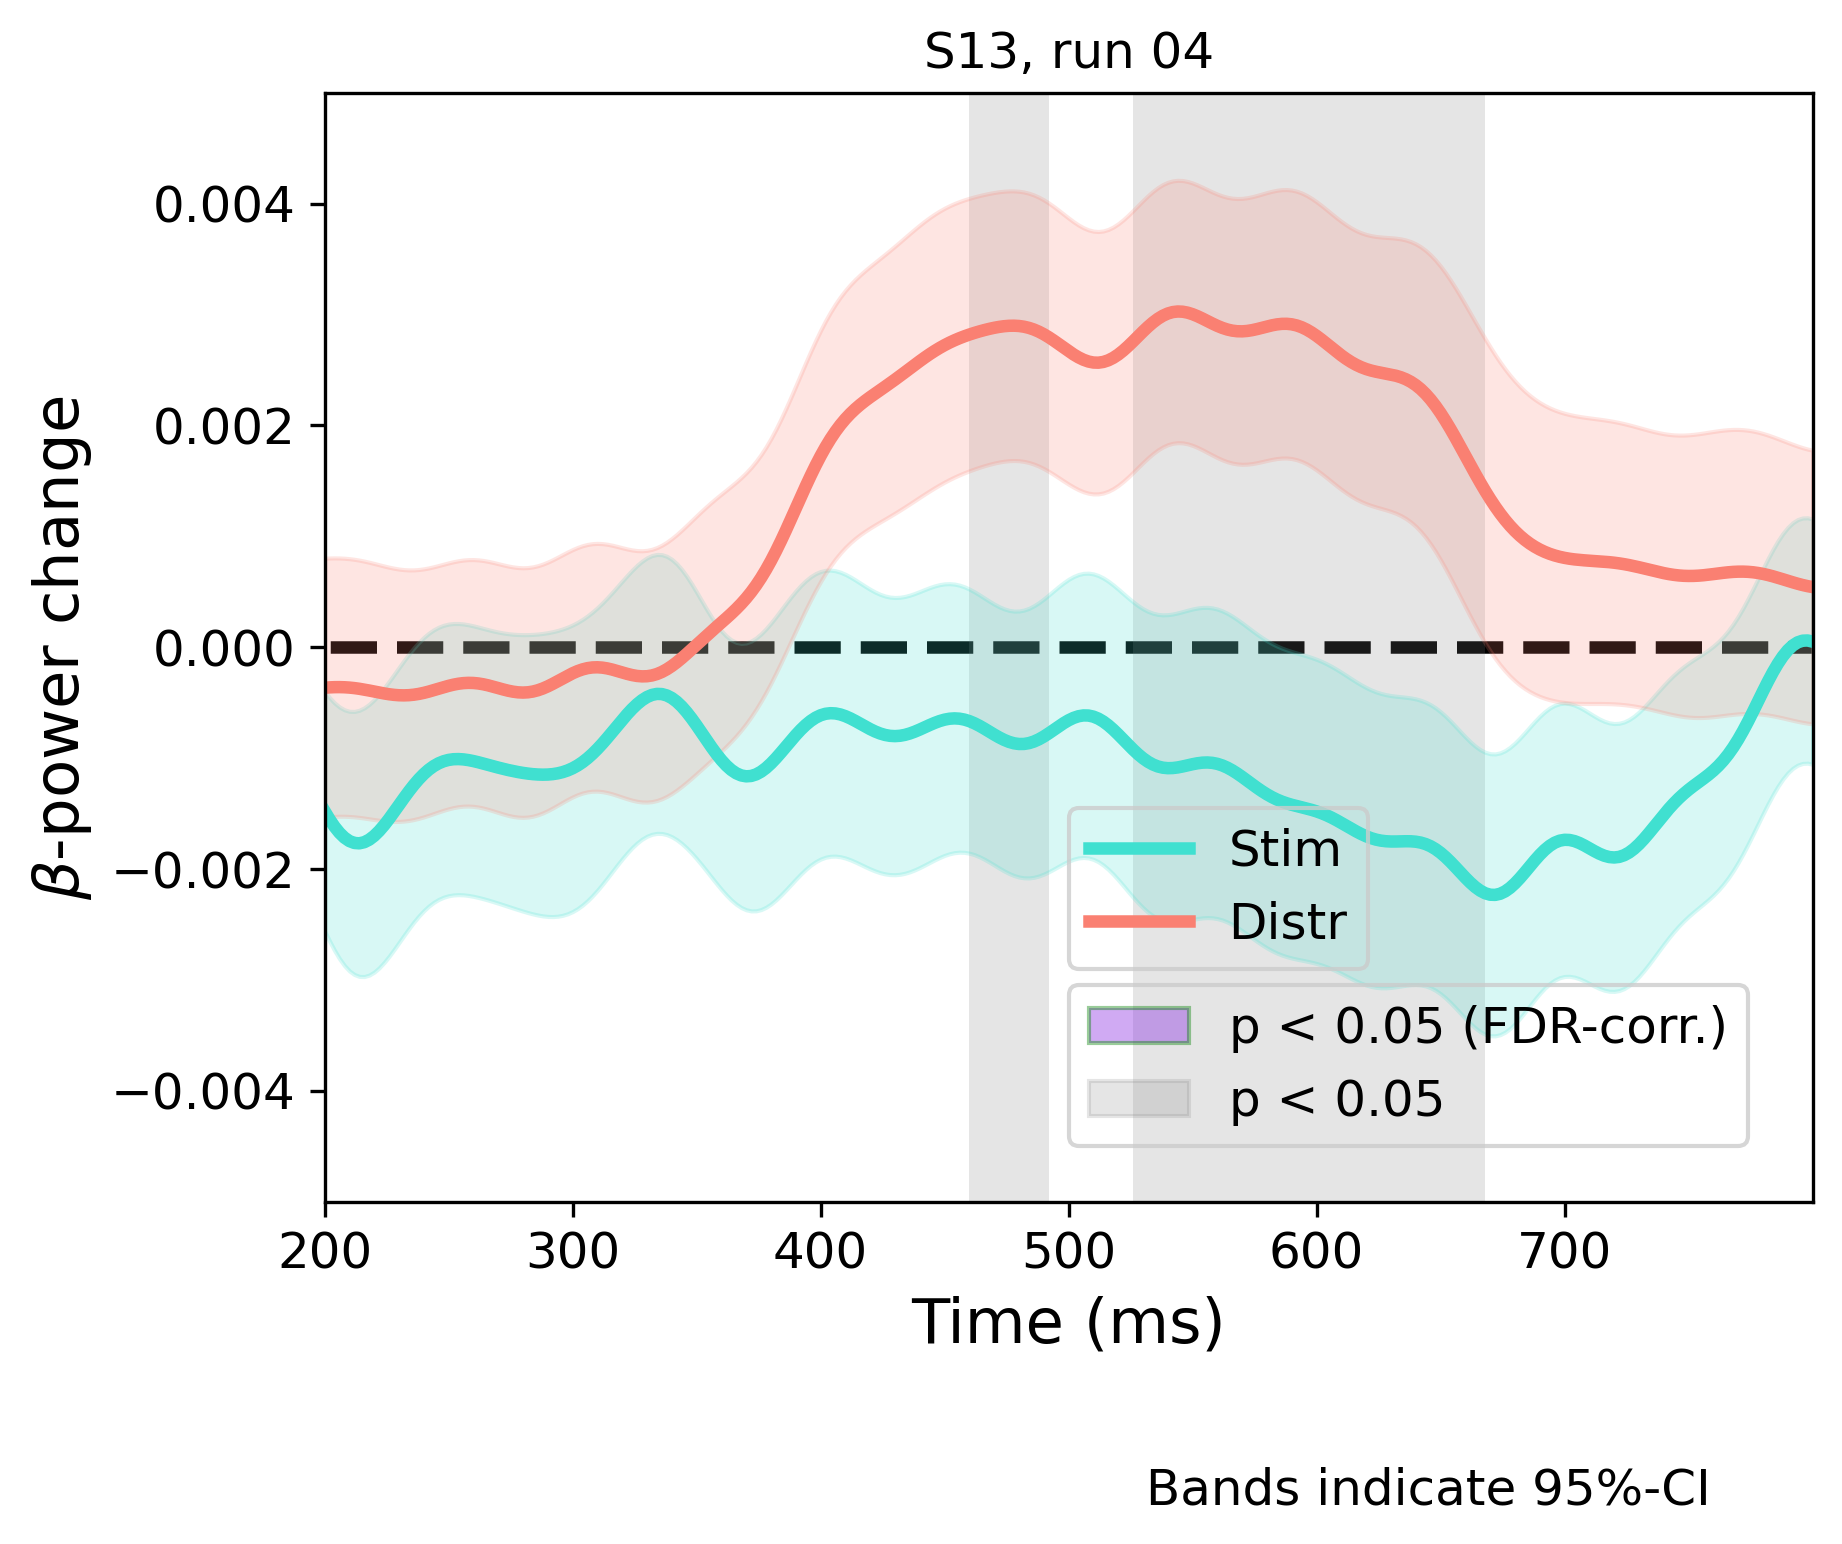 S13, run 04
0.004
0.002
0.000
−0.002
−0.004
β-power change
Stim
Distr
p < 0.05 (FDR-corr.)
p < 0.05
200 300 400 500 600 700
Time (ms)
Bands indicate 95%-CI